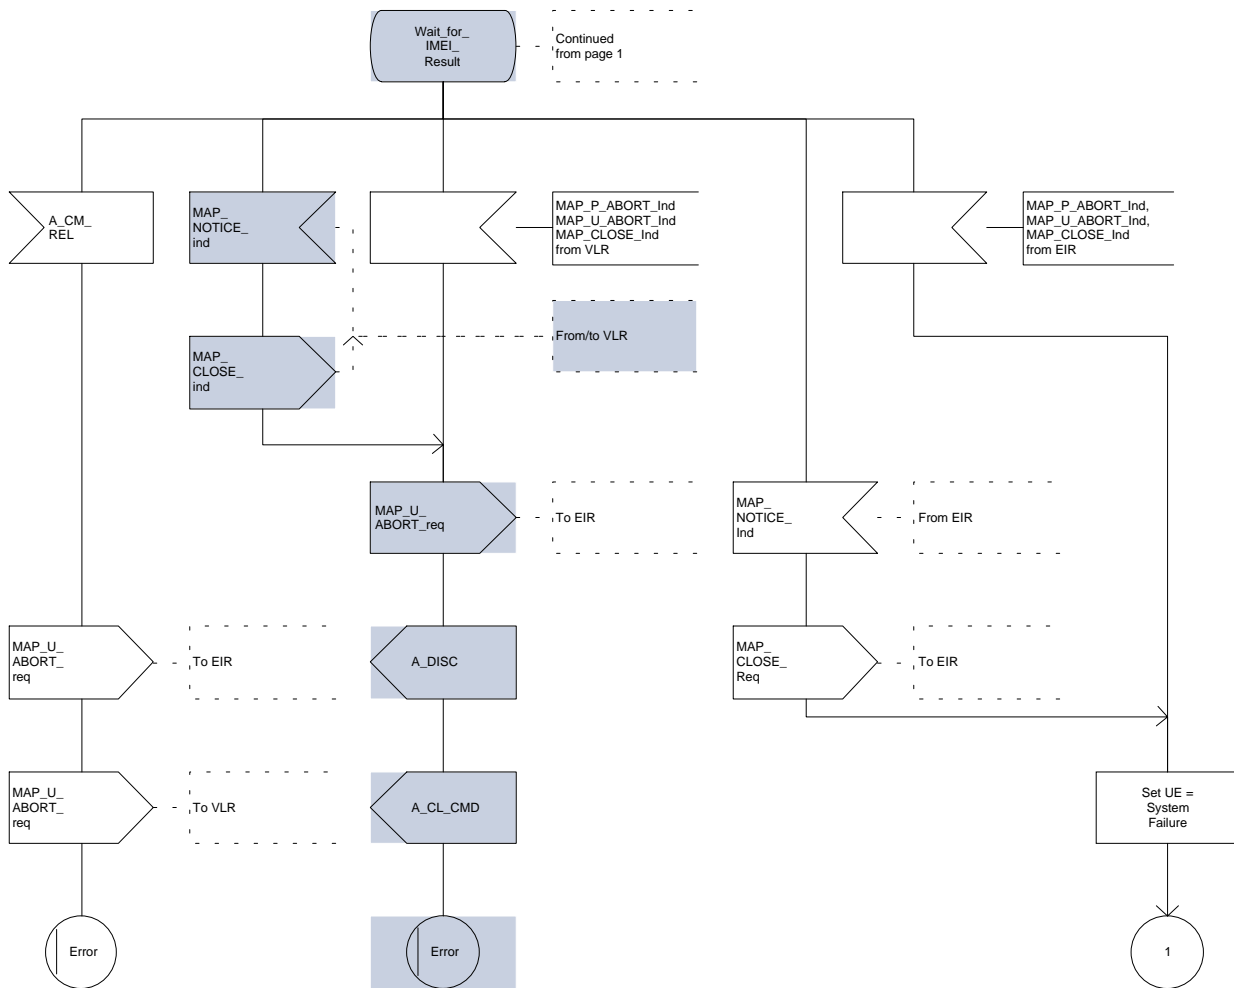 Wait_for_
IMEI_
Result
Continued
from page 1
A_CM_
REL
MAP_
NOTICE_
ind
MAP_P_ABORT_Ind
MAP_U_ABORT_Ind
MAP_CLOSE_Ind
from VLR
MAP_P_ABORT_Ind,
MAP_U_ABORT_Ind,
MAP_CLOSE_Ind
from EIR
MAP_
CLOSE_
ind
From/to VLR
MAP_U_
ABORT_req
To EIR
MAP_
NOTICE_
Ind
From EIR
MAP_U_
ABORT_
req
To EIR
A_DISC
MAP_
CLOSE_
Req
To EIR
MAP_U_
ABORT_
req
To VLR
A_CL_CMD
Set UE =
System
Failure
Error
Error
1